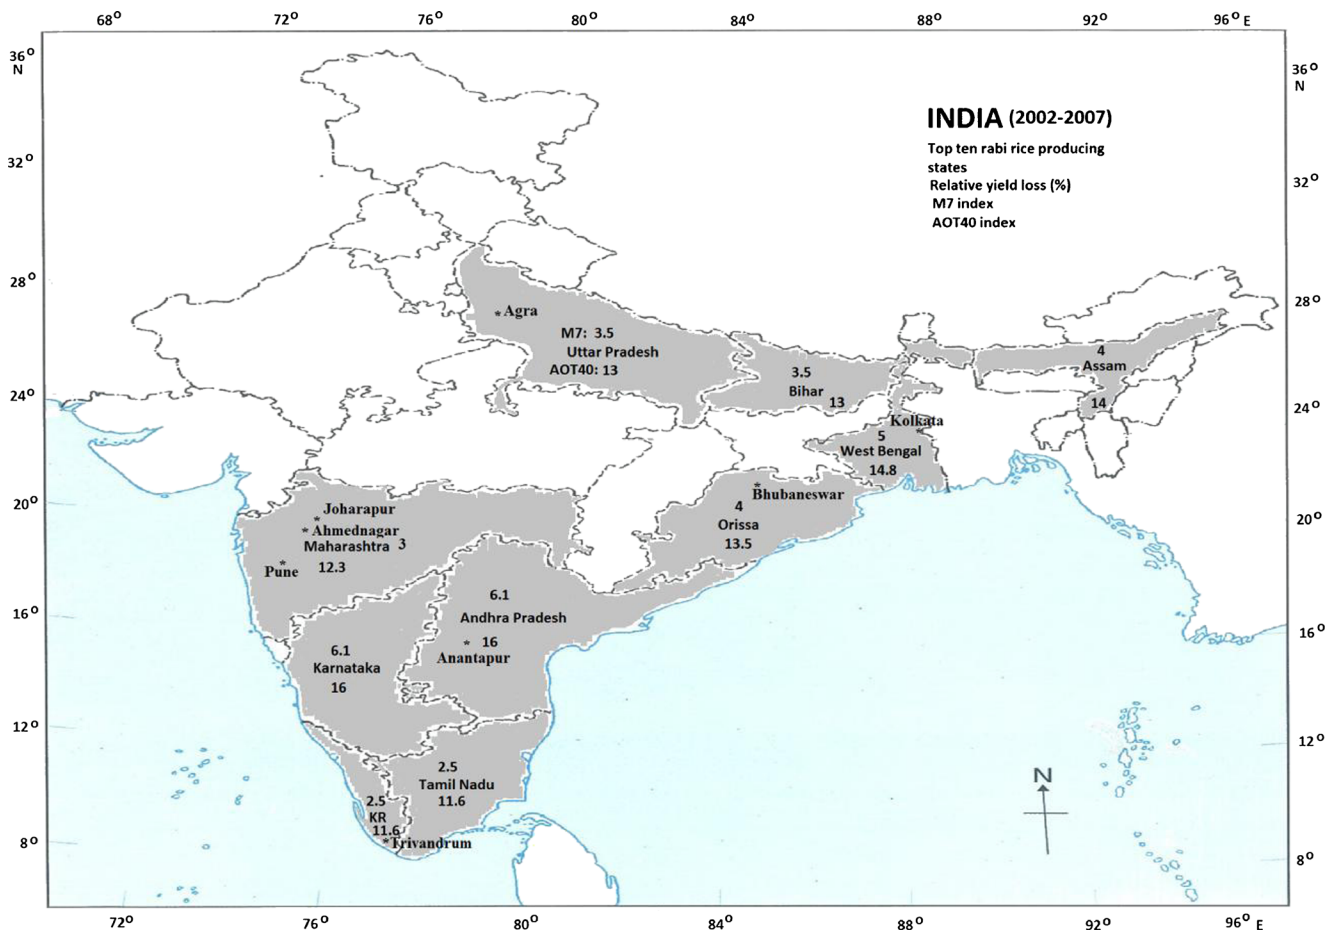 68° 72° 76° 80° 84° 88° 92° 96° E
36°
N
36°
N
INDIA (2002-2007)
Top ten rabi rice producing
states
Relative yield loss (%)
M7 index
AOT40 index
32°
32°
28°
28°
Agra
M7: 3.5
Uttar Pradesh
AOT40: 13
3.5
Bihar
13
4
Assam
14
24°
24°
Kolkata
5
West Bengal
14.8
Bhubaneswar
4
Orissa
13.5
20°
20°
Joharapur
Ahmednagar
Maharashtra 3
12.3
Pune
6.1
Andhra Pradesh
16
Anantapur
16°
16°
6.1
Karnataka
16
12°
12°
2.5
Tamil Nadu
11.6
2.5
KR
11.6
Trivandrum
N
8°
8°
72° 76° 80° 84° 88° 92° 96° E